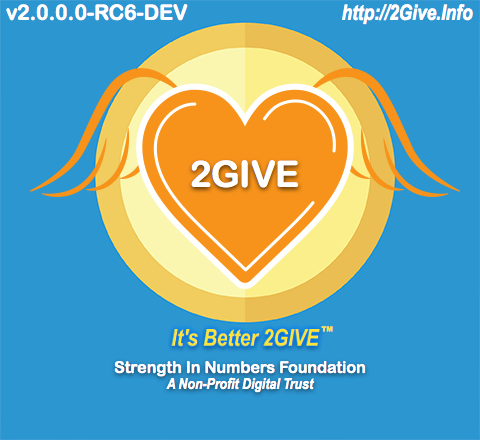 v2.0.0.0-RC6-DEV
http://2Give.Info
2GIVE
It's Better 2GIVE™
Strength In Numbers Foundation
A Non-Profit Digital Trust